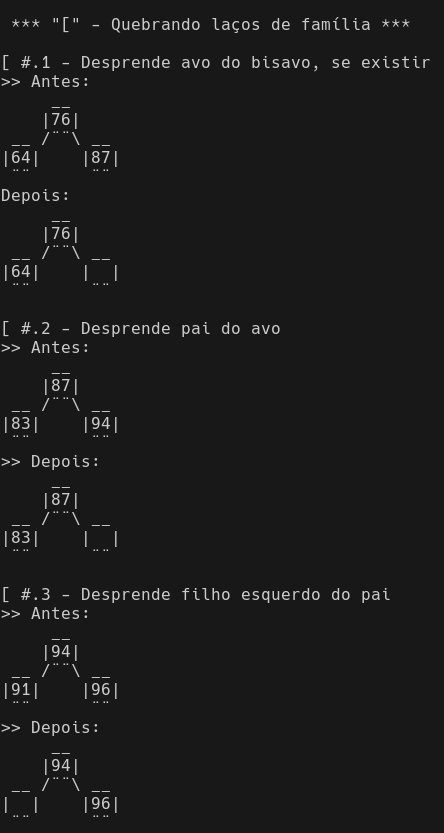 *** "[" - Quebrando laços de família ***
[ #.1 - Desprende avo do bisavo, se existir
>> Antes:
      __
     |76|
 __ /¨¨\ __
|64|    |87|
 ¨¨      ¨¨
Depois:
      __
     |76|
 __ /¨¨\ __
|64|    |  |
 ¨¨      ¨¨
[ #.2 - Desprende pai do avo
>> Antes:
      __
     |87|
 __ /¨¨\ __
|83|    |94|
 ¨¨      ¨¨
>> Depois:
      __
     |87|
 __ /¨¨\ __
|83|    |  |
 ¨¨      ¨¨
[ #.3 - Desprende filho esquerdo do pai
>> Antes:
      __
     |94|
 __ /¨¨\ __
|91|    |96|
 ¨¨      ¨¨
>> Depois:
      __
     |94|
 __ /¨¨\ __
|  |    |96|
 ¨¨      ¨¨